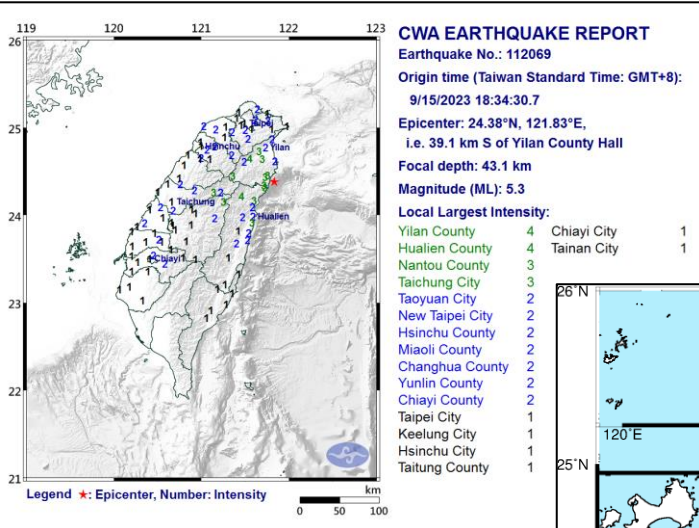 119 120 121 122 123
26
25
24
23
22
21
Taipei
Hsinchu
Yilan
Taichung
Hualien
Chiayi
Legend ★: Epicenter, Number: Intensity
km
0 50 100
CWA EARTHQUAKE REPORT
Earthquake No.: 112069
Origin time (Taiwan Standard Time: GMT+8):
9/15/2023 18:34:30.7
Epicenter: 24.38°N, 121.83°E,
i.e. 39.1 km S of Yilan County Hall
Focal depth: 43.1 km
Magnitude (ML): 5.3
Local Largest Intensity:
Yilan County 4 Chiayi City 1
Hualien County 4 Tainan City 1
Nantou County 3
Taichung City 3
Taoyuan City 2
New Taipei City 2
Hsinchu County 2
Miaoli County 2
Changhua County 2
Yunlin County 2
Chiayi County 2
Taipei City 1
Keelung City 1
Hsinchu City 1
Taitung County 1
26°N
120°E
25°N